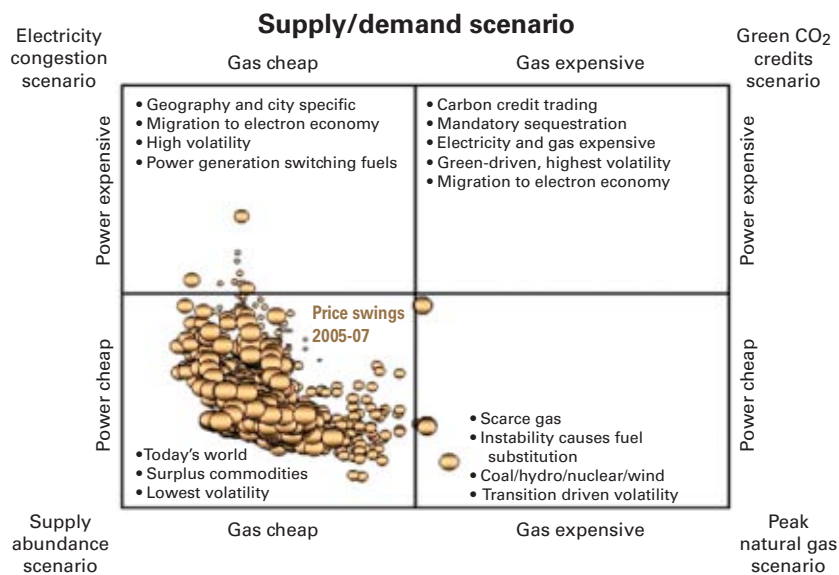 Supply/demand scenario
Electricity
congestion
scenario
Gas cheap
Gas expensive
Green CO2
credits
scenario
Power expensive
• Geography and city specific
• Migration to electron economy
• High volatility
• Power generation switching fuels
• Carbon credit trading
• Mandatory sequestration
• Electricity and gas expensive
• Green-driven, highest volatility
• Migration to electron economy
Power expensive
Power cheap
Price swings
2005-07
•Today's world
• Surplus commodities
• Lowest volatility
• Scarce gas
• Instability causes fuel
substitution
• Coal/hydro/nuclear/wind
• Transition driven volatility
Power cheap
Supply
abundance
scenario
Gas cheap
Gas expensive
Peak
natural gas
scenario